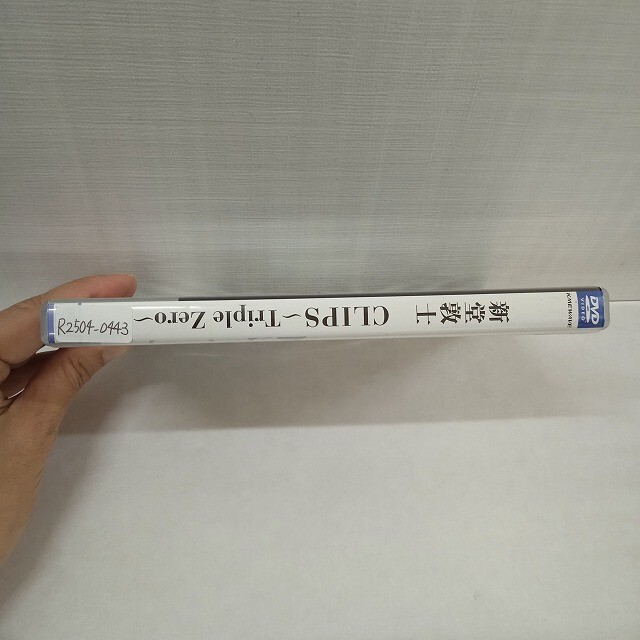 DVD
VIDEO
新堂敦士
CLIPS～Triple Zero～
R2504-0443